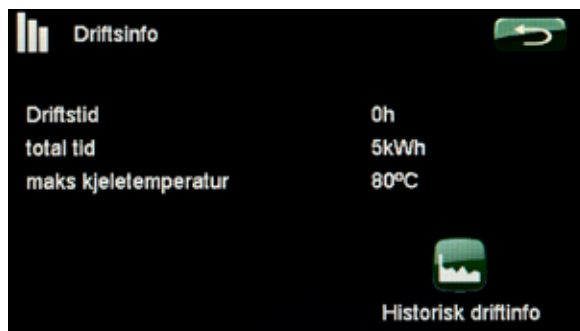 Driftsinfo
Driftstid 0h
total tid 5kWh
maks kjeletemperatur 80ºC
Historisk driftinfo